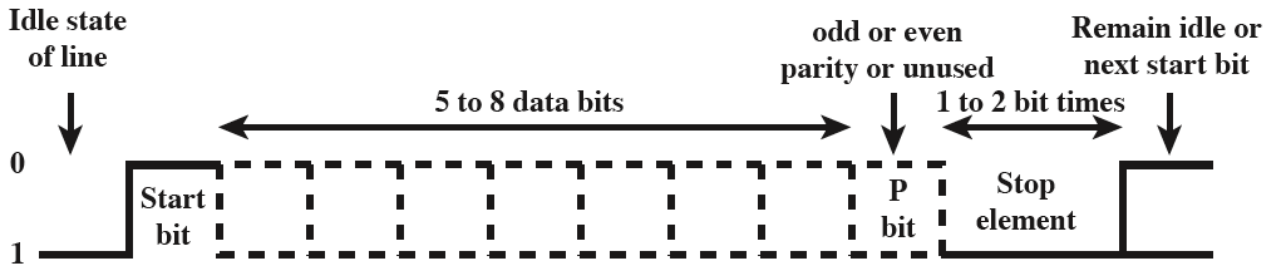 Idle state
of line
odd or even
parity or unused
Remain idle or
next start bit
5 to 8 data bits
1 to 2 bit times
0
1
Start
bit
P
bit
Stop
element